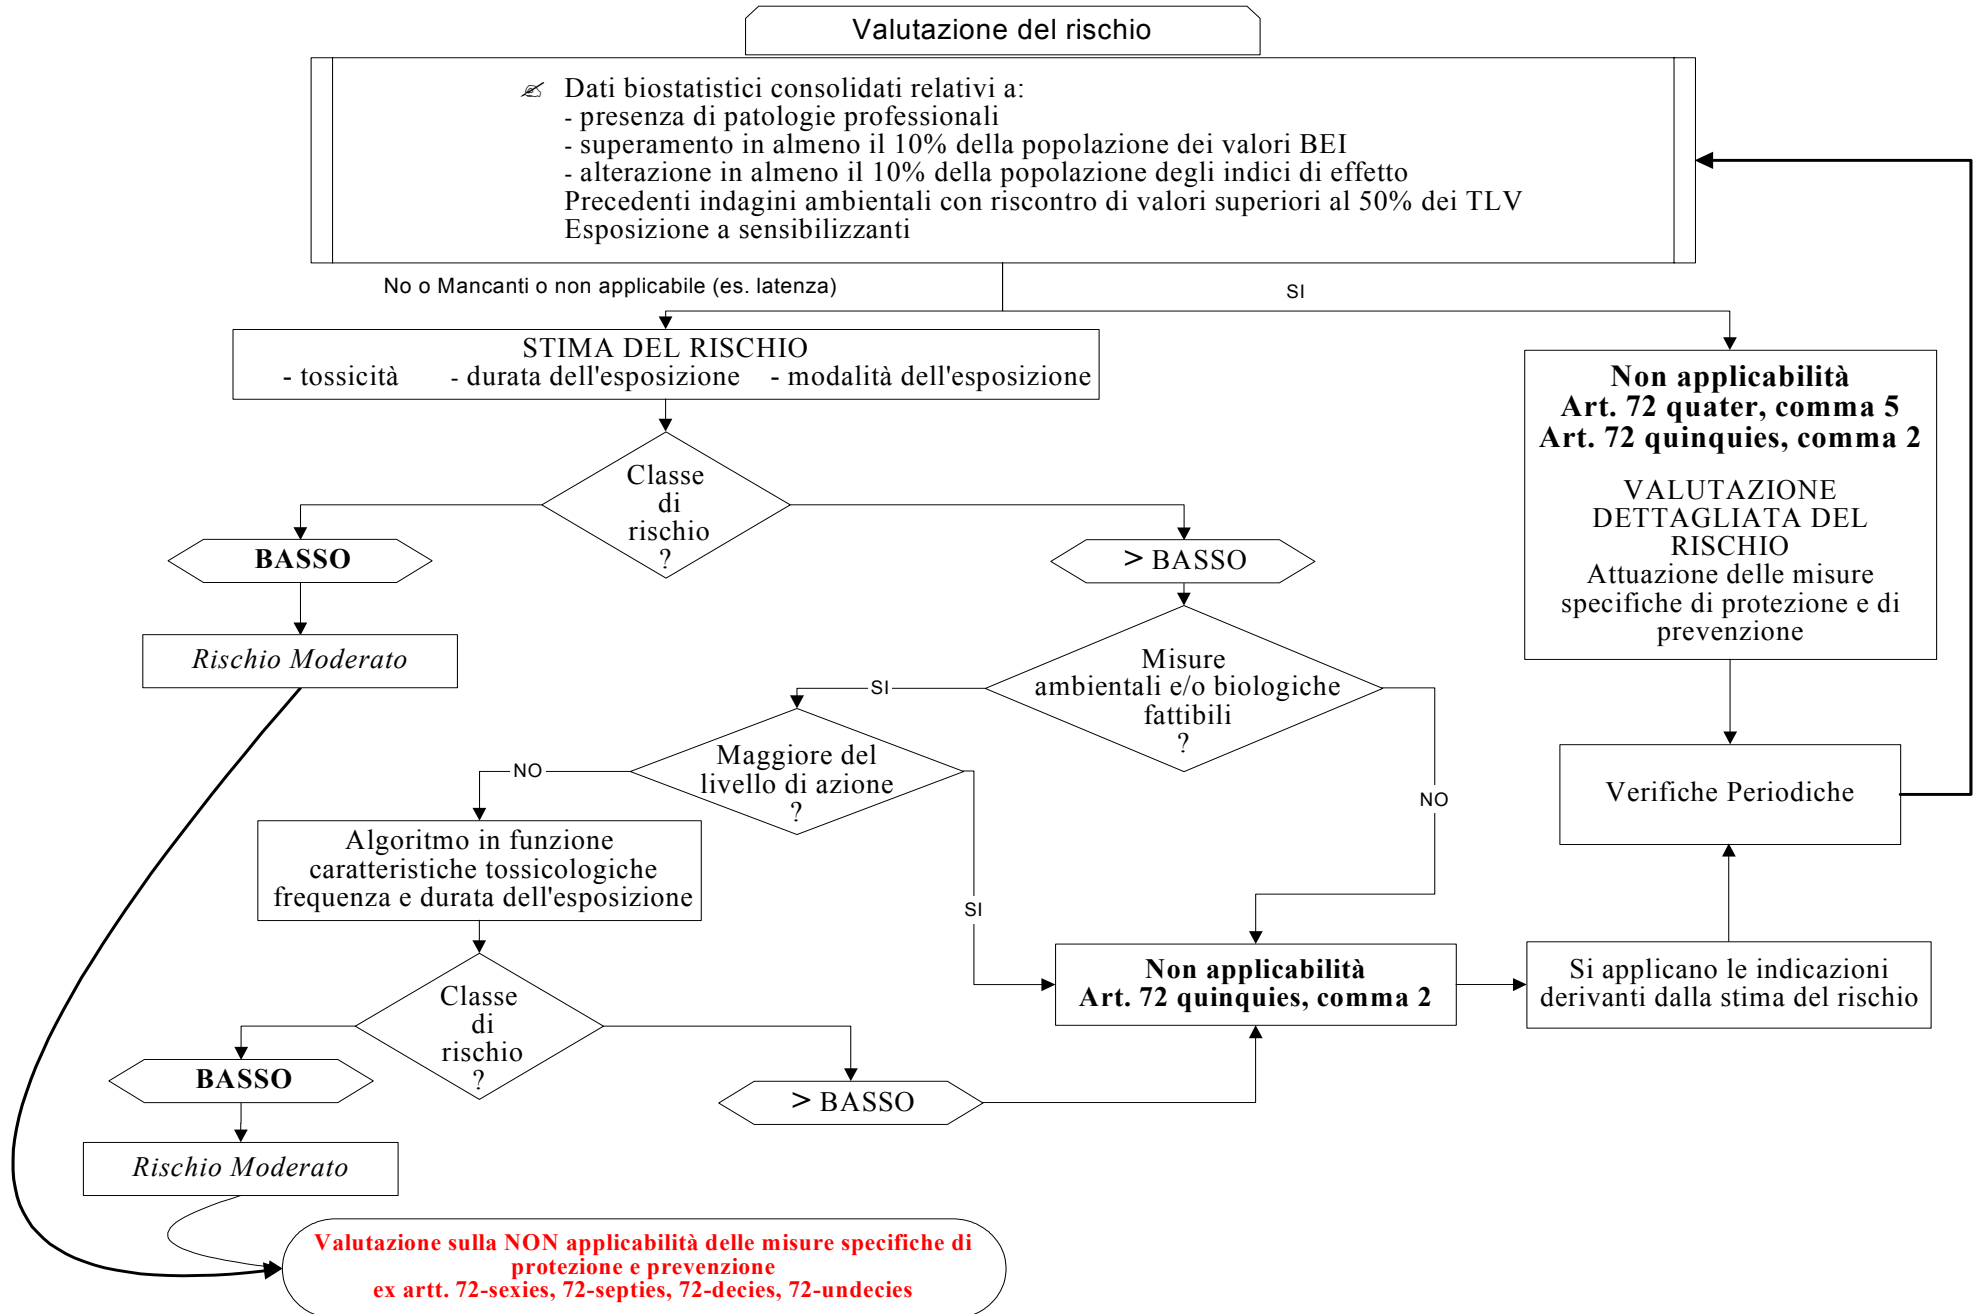 Valutazione del rischio
Dati biostatistici consolidati relativi a:
- presenza di patologie professionali
- superamento in almeno il 10% della popolazione dei valori BEI
- alterazione in almeno il 10% della popolazione degli indici di effetto
Precedenti indagini ambientali con riscontro di valori superiori al 50% dei TLV
Esposizione a sensibilizzanti
No o Mancanti o non applicabile (es. latenza)
SI
STIMA DEL RISCHIO
- tossicità - durata dell'esposizione - modalità dell'esposizione
Non applicabilità
Art. 72 quater, comma 5
Art. 72 quinquies, comma 2
VALUTAZIONE
DETTAGLIATA DEL
RISCHIO
Attuazione delle misure
specifiche di protezione e di
prevenzione
Classe
di
rischio
?
BASSO
> BASSO
Rischio Moderato
Misure
ambientali e/o biologiche
fattibili
?
SI
NO
Maggiore del
livello di azione
?
NO
SI
Verifiche Periodiche
Algoritmo in funzione
caratteristiche tossicologiche
frequenza e durata dell'esposizione
Non applicabilità
Art. 72 quinquies, comma 2
Si applicano le indicazioni
derivanti dalla stima del rischio
Classe
di
rischio
?
BASSO
> BASSO
Rischio Moderato
Valutazione sulla NON applicabilità delle misure specifiche di
protezione e prevenzione
ex artt. 72-sexies, 72-septies, 72-decies, 72-undecies